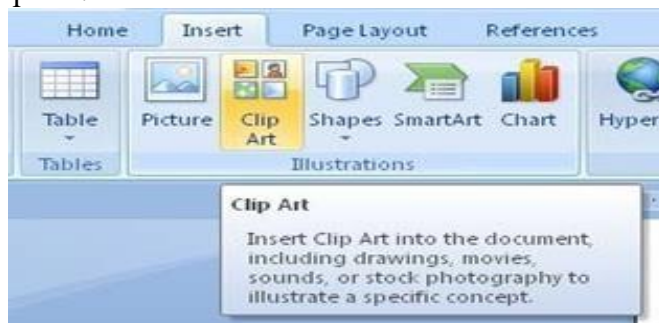 Home Insert Page Layout References
Table Picture Clip Art Shapes SmartArt Chart Hyper
Tables Illustrations
Clip Art
Insert Clip Art into the document,
including drawings, movies,
sounds, or stock photography to
illustrate a specific concept.